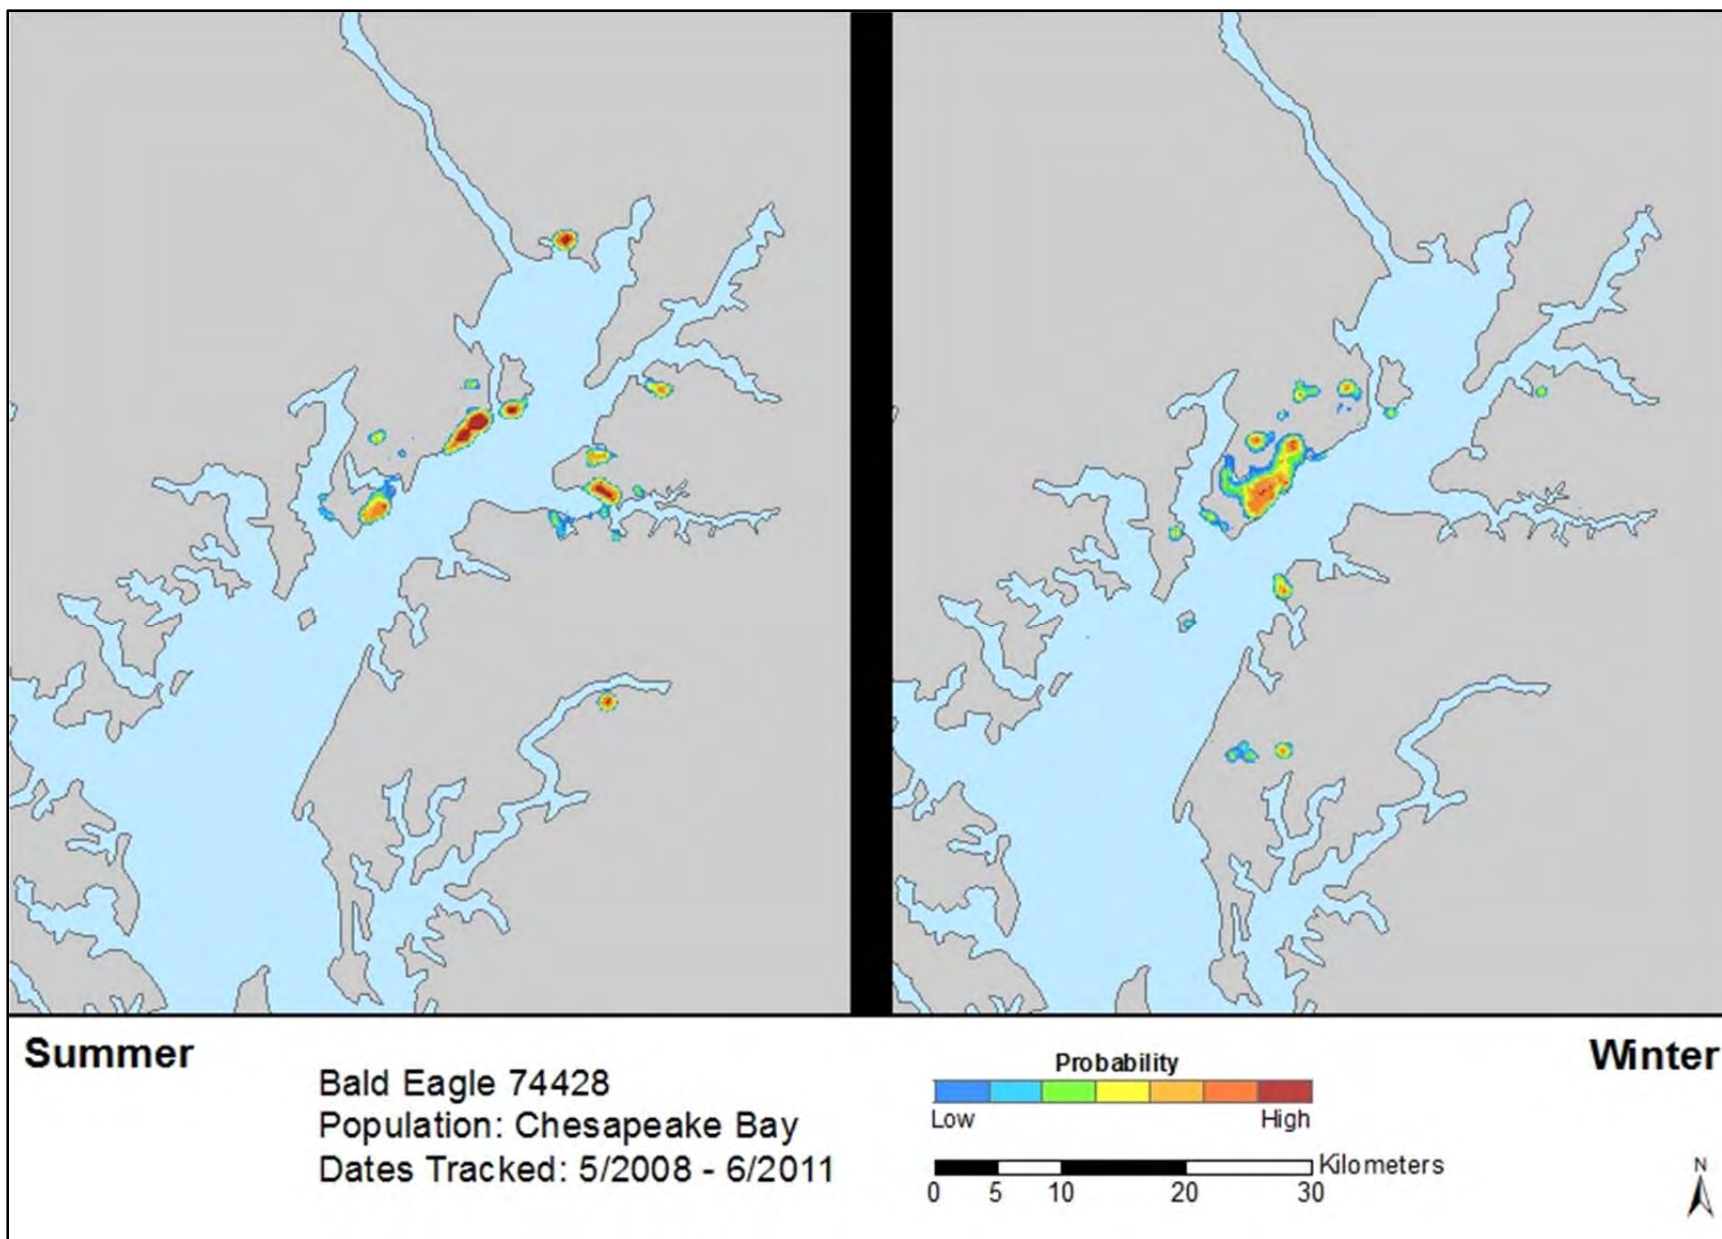 Summer
Winter
Bald Eagle 74428
Population: Chesapeake Bay
Dates Tracked: 5/2008 - 6/2011
Probability
Low High
Kilometers
0 5 10 20 30
N